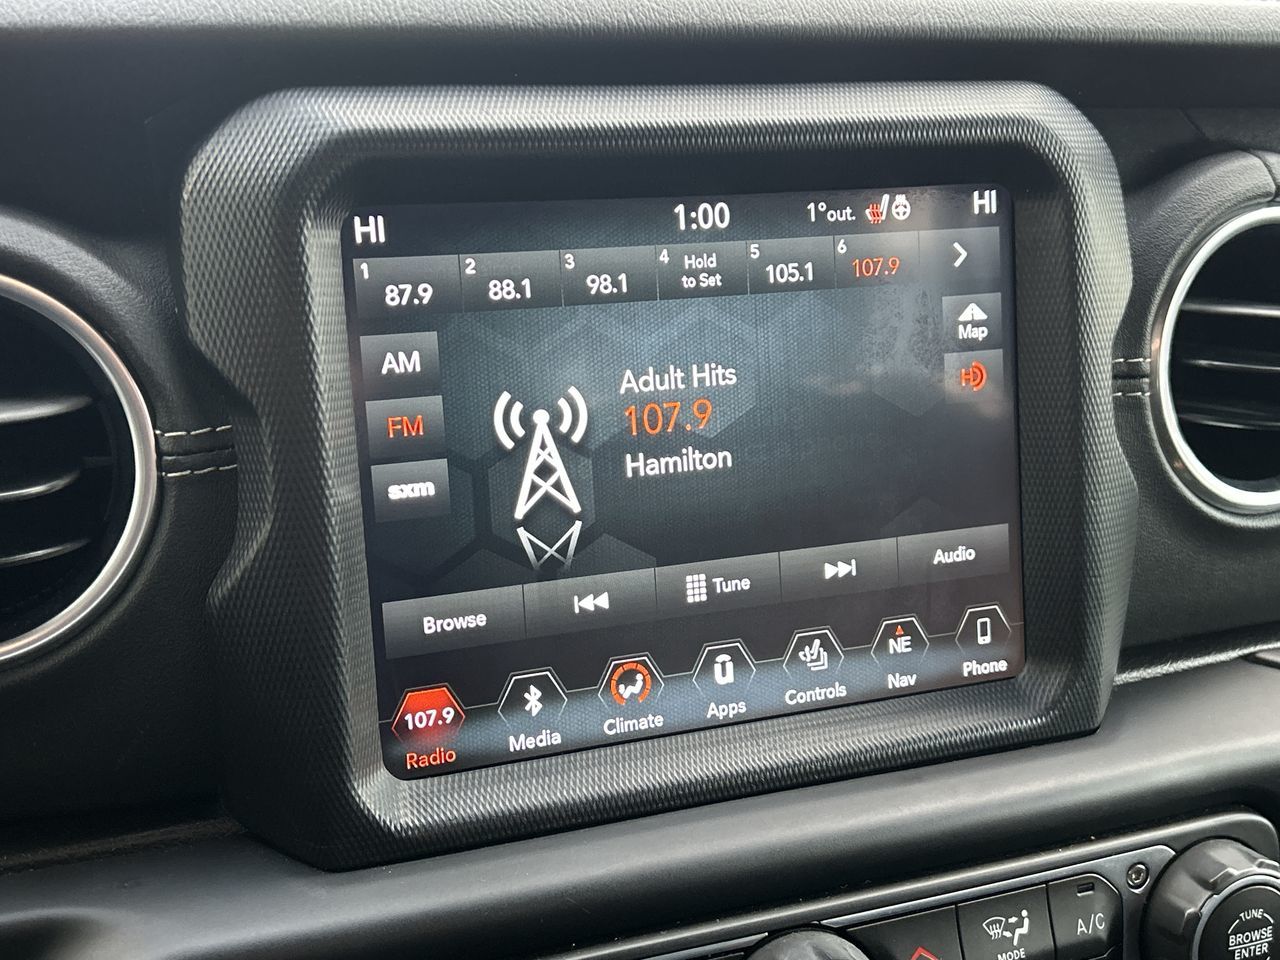 HI
1:00
1°out.
HI
1
87.9
2
88.1
3
98.1
4
Hold
to Set
5
105.1
6
107.9
Map
AM
FM
sxm
HD
Adult Hits
107.9
Hamilton
Browse
Tune
Audio
107.9
Radio
Media
Climate
Apps
Controls
NE
Nav
Phone
MODE
A/C
TUNE
BROWSE
ENTER